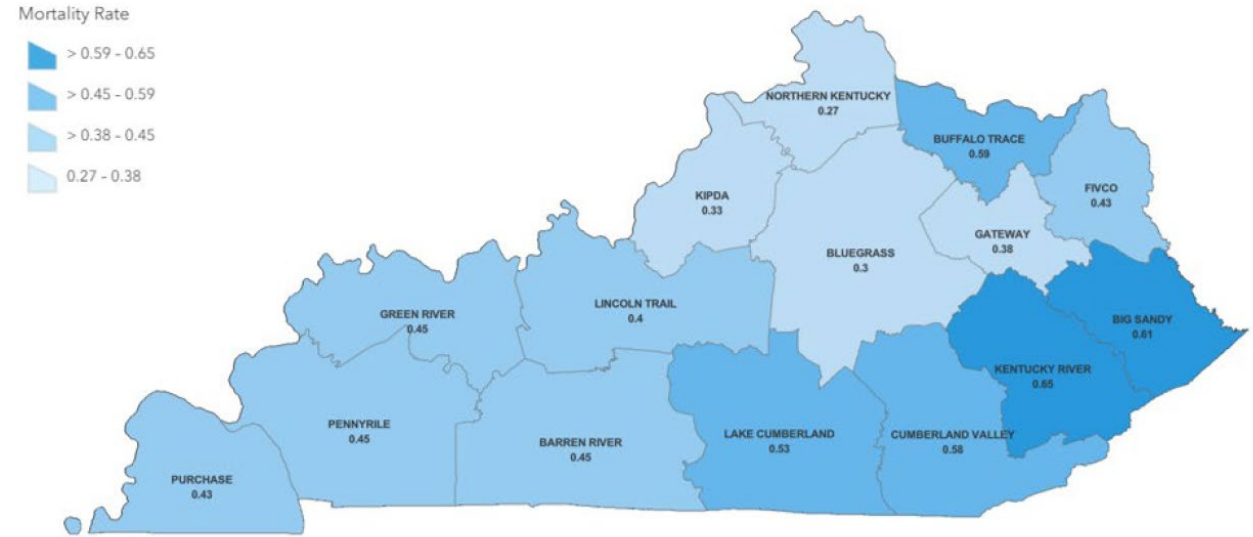 Mortality Rate
> 0.59 - 0.65
> 0.45 - 0.59
> 0.38 - 0.45
0.27 - 0.38
NORTHERN KENTUCKY
0.27
BUFFALO TRACE
0.59
FIVCO
0.43
KIPDA
0.33
GATEWAY
0.38
BLUEGRASS
0.3
LINCOLN TRAIL
0.4
GREEN RIVER
0.45
BIG SANDY
0.61
KENTUCKY RIVER
0.65
PENNYRILE
0.45
BARREN RIVER
0.45
LAKE CUMBERLAND
0.53
CUMBERLAND VALLEY
0.58
PURCHASE
0.43